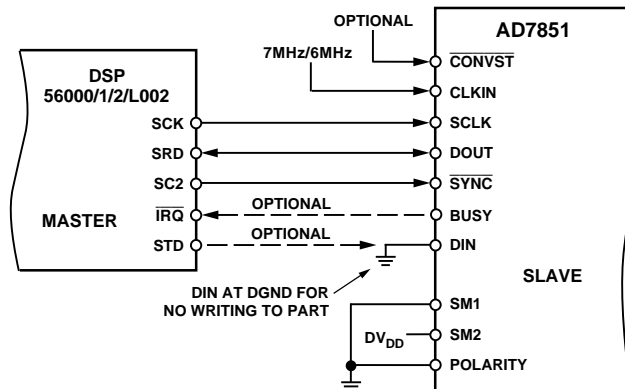 OPTIONAL
AD7851
7MHz/6MHz
CONVST
DSP
56000/1/2/L002
CLKIN
SCK
SCLK
SRD
DOUT
SC2
SYNC
MASTER
IRQ
OPTIONAL
BUSY
STD
OPTIONAL
DIN
SLAVE
DIN AT DGND FOR
NO WRITING TO PART
SM1
DVDD
SM2
POLARITY